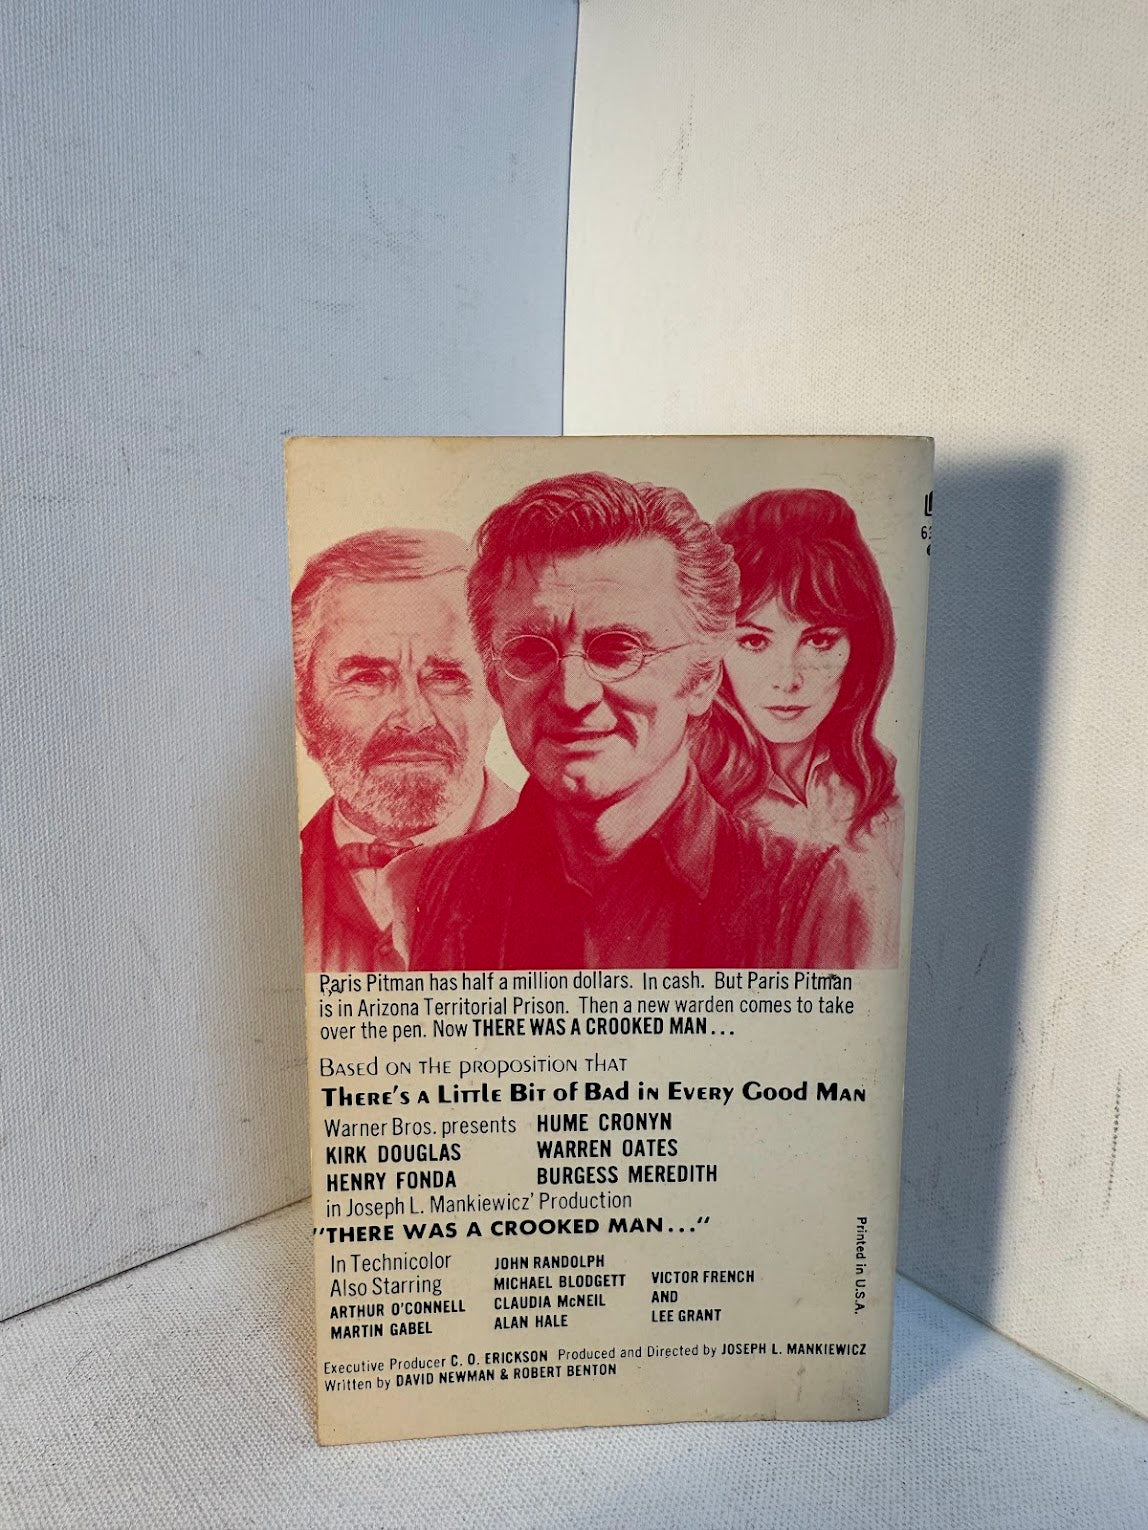 63
Paris Pitman has half a million dollars. In cash. But Paris Pitman
is in Arizona Territorial Prison. Then a new warden comes to take
over the pen. Now THERE WAS A CROOKED MAN...
BASED ON THE PROPOSITION THAT
THERE'S A LITTLE BIT OF BAD IN EVERY GOOD MAN
Warner Bros. presents
KIRK DOUGLAS
HENRY FONDA
HUME CRONYN
WARREN OATES
BURGESS MEREDITH
in Joseph L. Mankiewicz' Production
"THERE WAS A CROOKED MAN..."
In Technicolor
Also Starring
ARTHUR O'CONNELL
MARTIN GABEL
JOHN RANDOLPH
MICHAEL BLODGETT
CLAUDIA McNEIL
ALAN HALE
VICTOR FRENCH
AND
LEE GRANT
Executive Producer C. O. ERICKSON Produced and Directed by JOSEPH L. MANKIEWICZ
Written by DAVID NEWMAN & ROBERT BENTON
Printed in U.S.A.